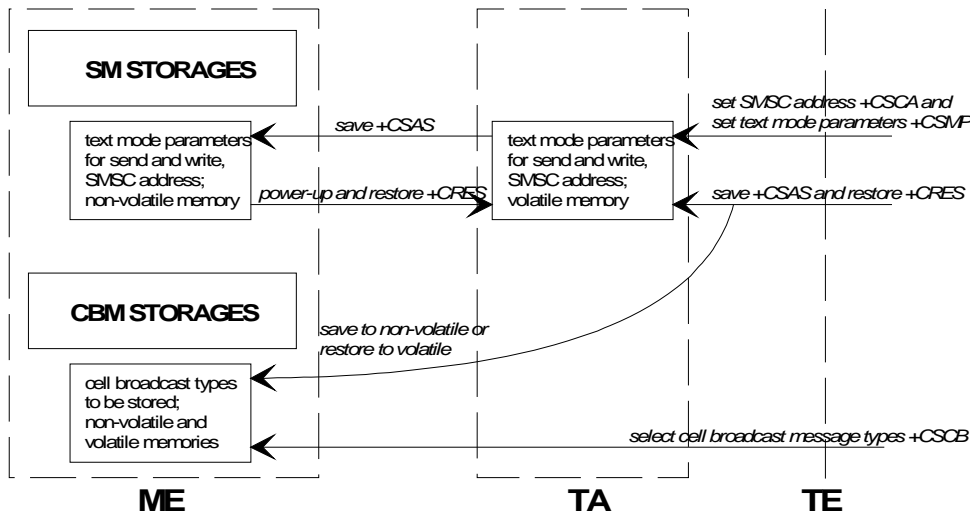 SM STORAGES
set SMSC address +CSCA and
set text mode parameters +CSMP
save +CSAS
text mode parameters
for send and write,
SMSC address;
non-volatile memory
text mode parameters
for send and write,
SMSC address;
volatile memory
power-up and restore +CRES
save +CSAS and restore +CRES
CBM STORAGES
save to non-volatile or
restore to volatile
cell broadcast types
to be stored;
non-volatile and
volatile memories
select cell broadcast message types +CSCB
ME
TA
TE